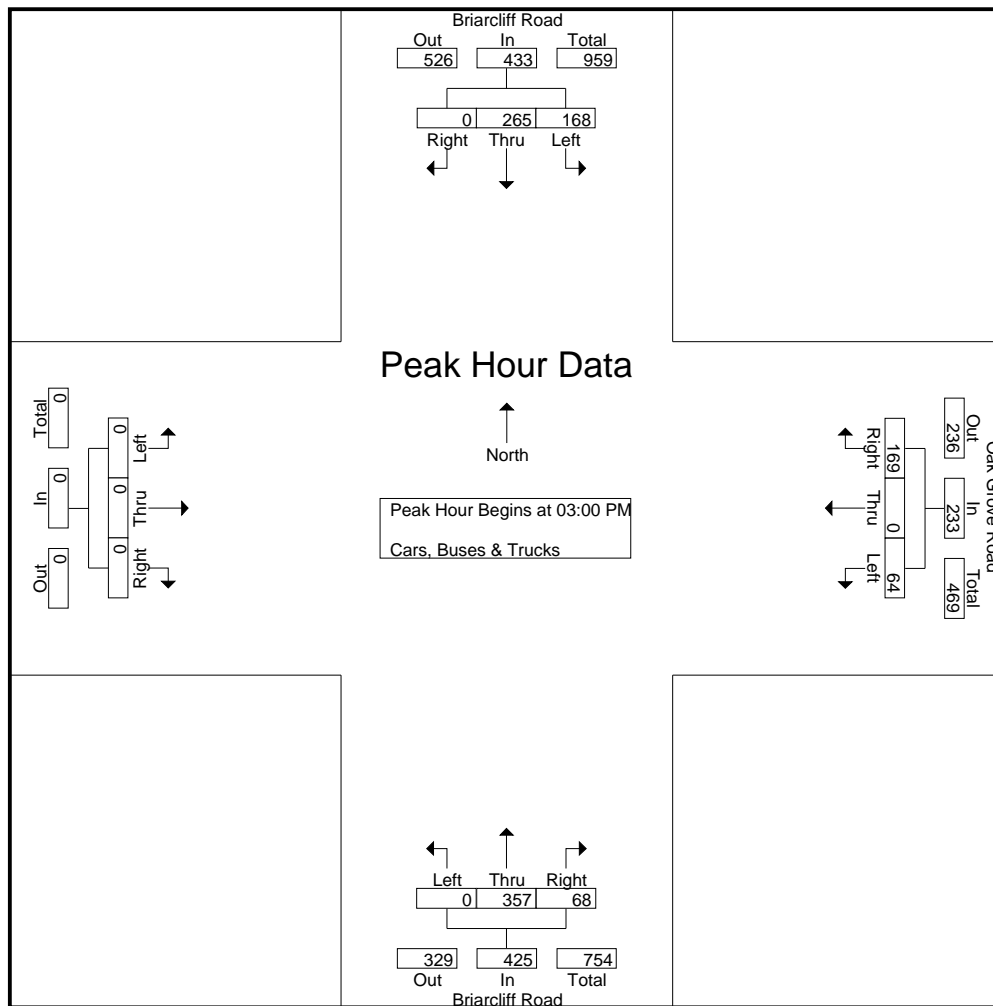 Briarcliff Road
Out In Total
526 433 959
0 265 168
Right Thru Left
Peak Hour Data
North
Peak Hour Begins at 03:00 PM
Cars, Buses & Trucks
Total In Out
0 0 0
0 0 0
Left Thru Right
Oak Grove Road
Out In Total
236 233 469
169 0 64
Right Thru Left
Left Thru Right
0 357 68
329 425 754
Out In Total
Briarcliff Road